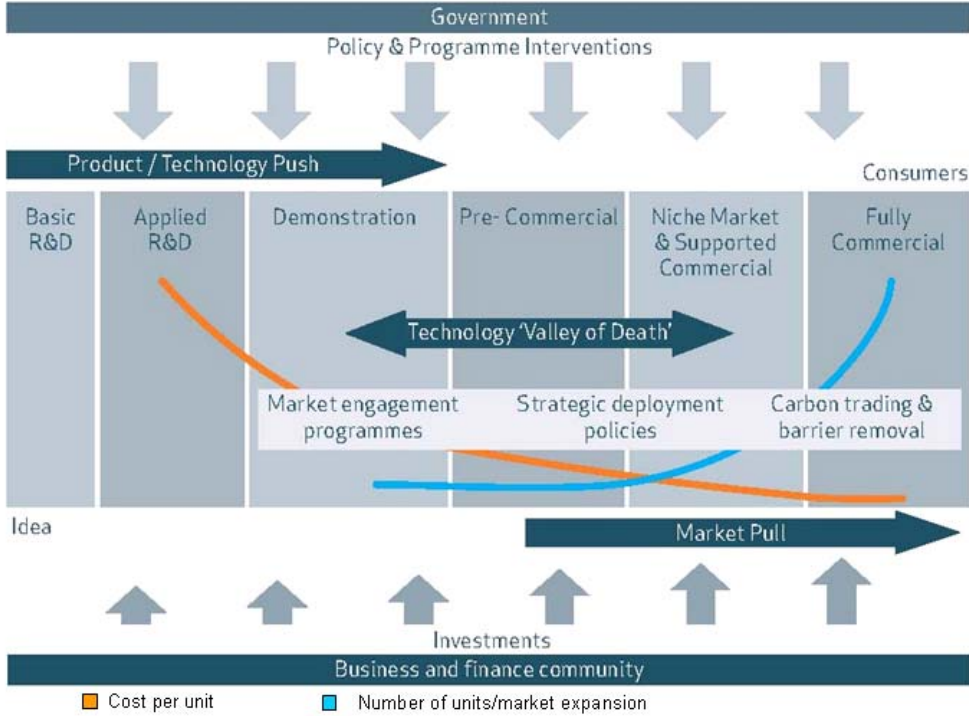 Government
Policy & Programme Interventions
Product / Technology Push
Consumers
Basic
R&D
Applied
R&D
Demonstration
Pre- Commercial
Niche Market
& Supported
Commercial
Fully
Commercial
Technology 'Valley of Death'
Market engagement
programmes
Strategic deployment
policies
Carbon trading &
barrier removal
Idea
Market Pull
Investments
Business and finance community
Cost per unit
Number of units/market expansion